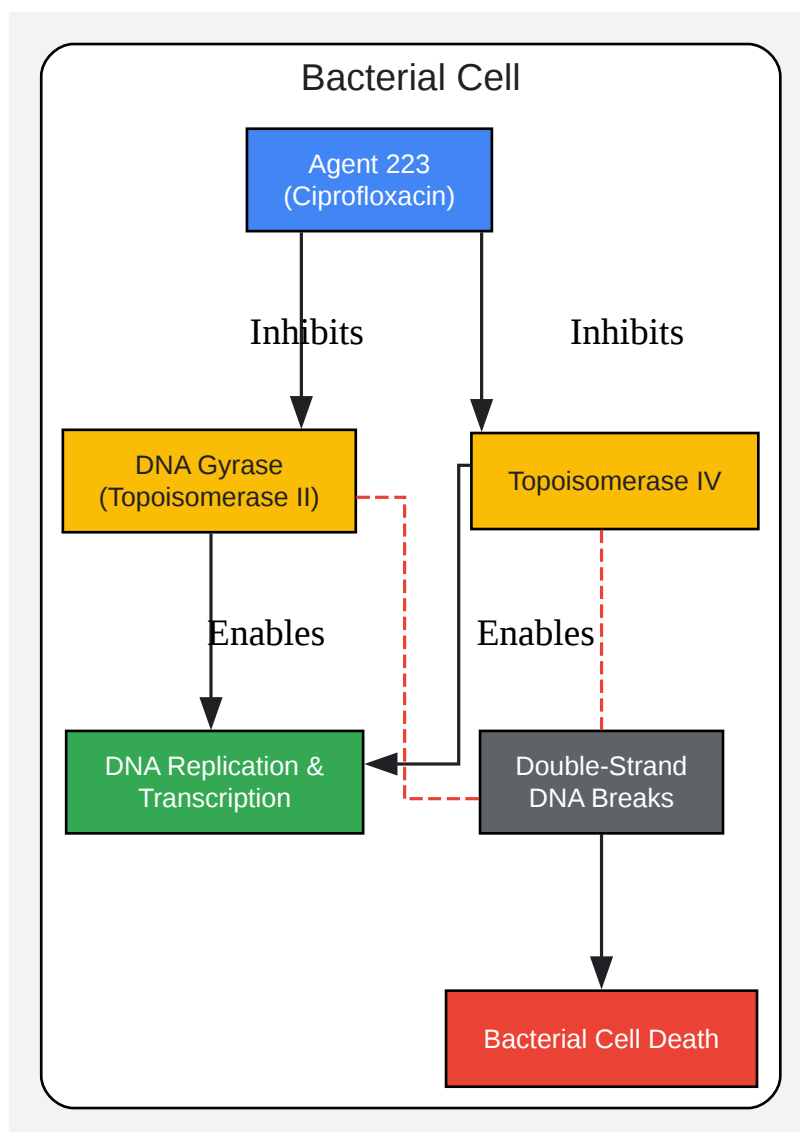 Bacterial Cell
Agent 223
(Ciprofloxacin)
Inhibits
Inhibits
DNA Gyrase
(Topoisomerase II)
Topoisomerase IV
Enables
Enables
DNA Replication &
Transcription
Double-Strand
DNA Breaks
Bacterial Cell Death